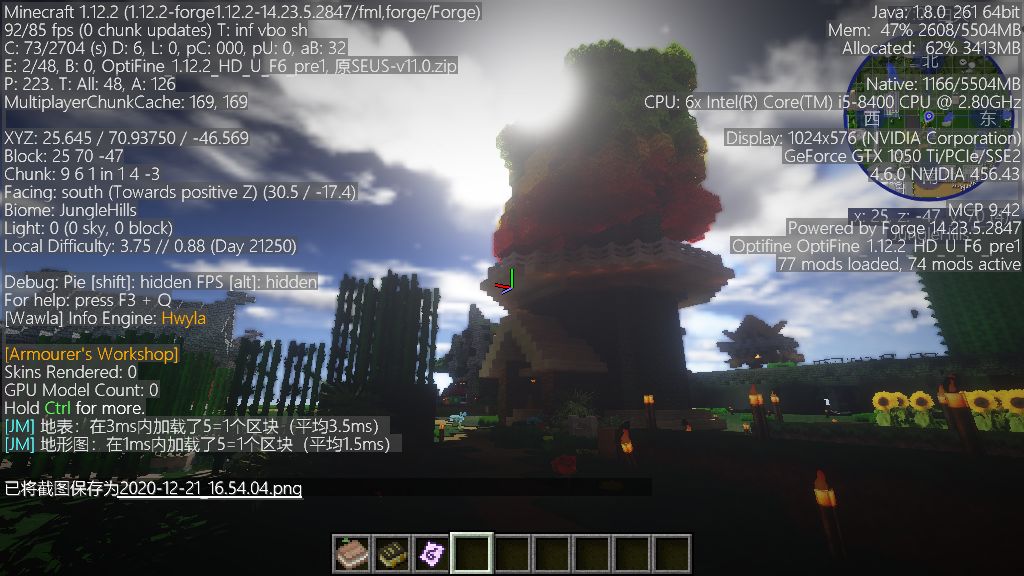 Minecraft 1.12.2 (1.12.2-forge1.12.2-14.23.5.2847/fml,forge/Forge)
92/85 fps (0 chunk updates) T: inf vbo sh
C: 73/2704 (s) D: 6, L: 0, pC: 000, pU: 0, aB: 32
E: 2/48, B: 0, OptiFine_1.12.2_HD_U_F6_pre1, 原SEUS-v11.0.zip
P: 223. T: All: 48, A: 126
MultiplayerChunkCache: 169, 169
XYZ: 25.645 / 70.93750 / -46.569
Block: 25 70 -47
Chunk: 9 6 1 in 1 4 -3
Facing: south (Towards positive Z) (30.5 / -17.4)
Biome: JungleHills
Light: 0 (0 sky, 0 block)
Local Difficulty: 3.75 // 0.88 (Day 21250)
Debug: Pie [shift]: hidden FPS [alt]: hidden
For help: press F3 + Q
[Wawla] Info Engine: Hwyla
[Armourer's Workshop]
Skins Rendered: 0
GPU Model Count: 0
Hold Ctrl for more.
[JM] 地表：在3ms内加载了5=1个区块（平均3.5ms）
[JM] 地形图：在1ms内加载了5=1个区块（平均1.5ms）
已将截图保存为2020-12-21_16.54.04.png
Java: 1.8.0_261 64bit
Mem: 47% 2608/5504MB
Allocated: 62% 3413MB
北
Native: 1166/5504MB
CPU: 6x Intel(R) Core(TM) i5-8400 CPU @ 2.80GHz
西 东
Display: 1024x576 (NVIDIA Corporation)
GeForce GTX 1050 Ti/PCIe/SSE2
4.6.0 NVIDIA 456.43
x: 25, z: -47
MCP 9.42
Powered by Forge 14.23.5.2847
Optifine OptiFine_1.12.2_HD_U_F6_pre1
77 mods loaded, 74 mods active